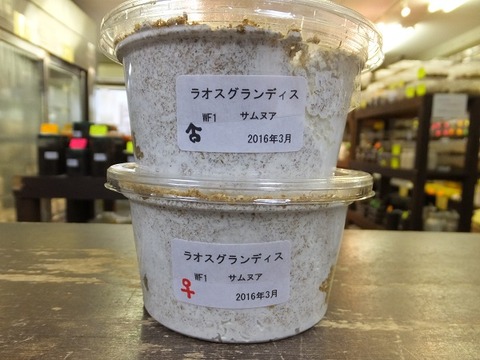 ラオスグランディス
WF1 サムヌア
♂
2016年3月
ラオスグランディス
WF1 サムヌア
♀
2016年3月